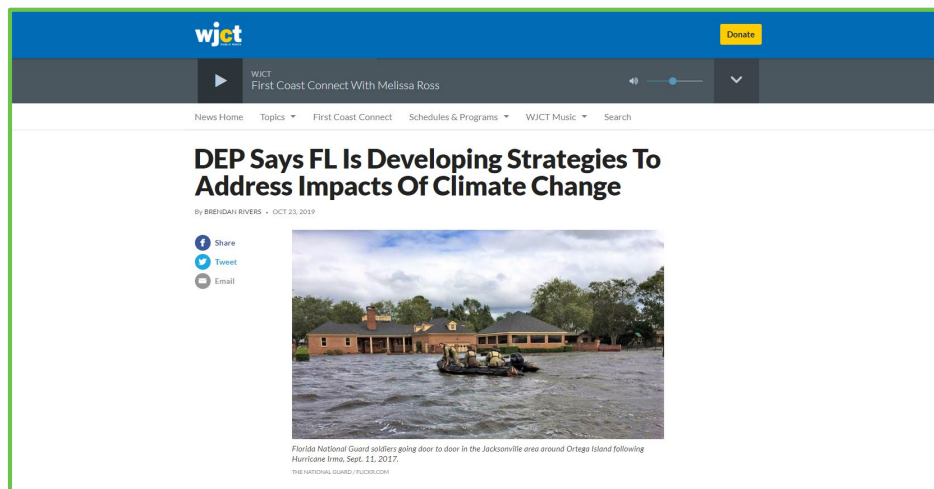 wjct
Donate
WJCT
First Coast Connect With Melissa Ross
News Home Topics First Coast Connect Schedules & Programs WJCT Music Search
DEP Says FL Is Developing Strategies To
Address Impacts Of Climate Change
By BRENDAN RIVERS • OCT 23, 2019
Share
Tweet
Email
Florida National Guard soldiers going door to door in the Jacksonville area around Ortega Island following
Hurricane Irma, Sept. 11, 2017.
THE NATIONAL GUARD / FLICKR.COM